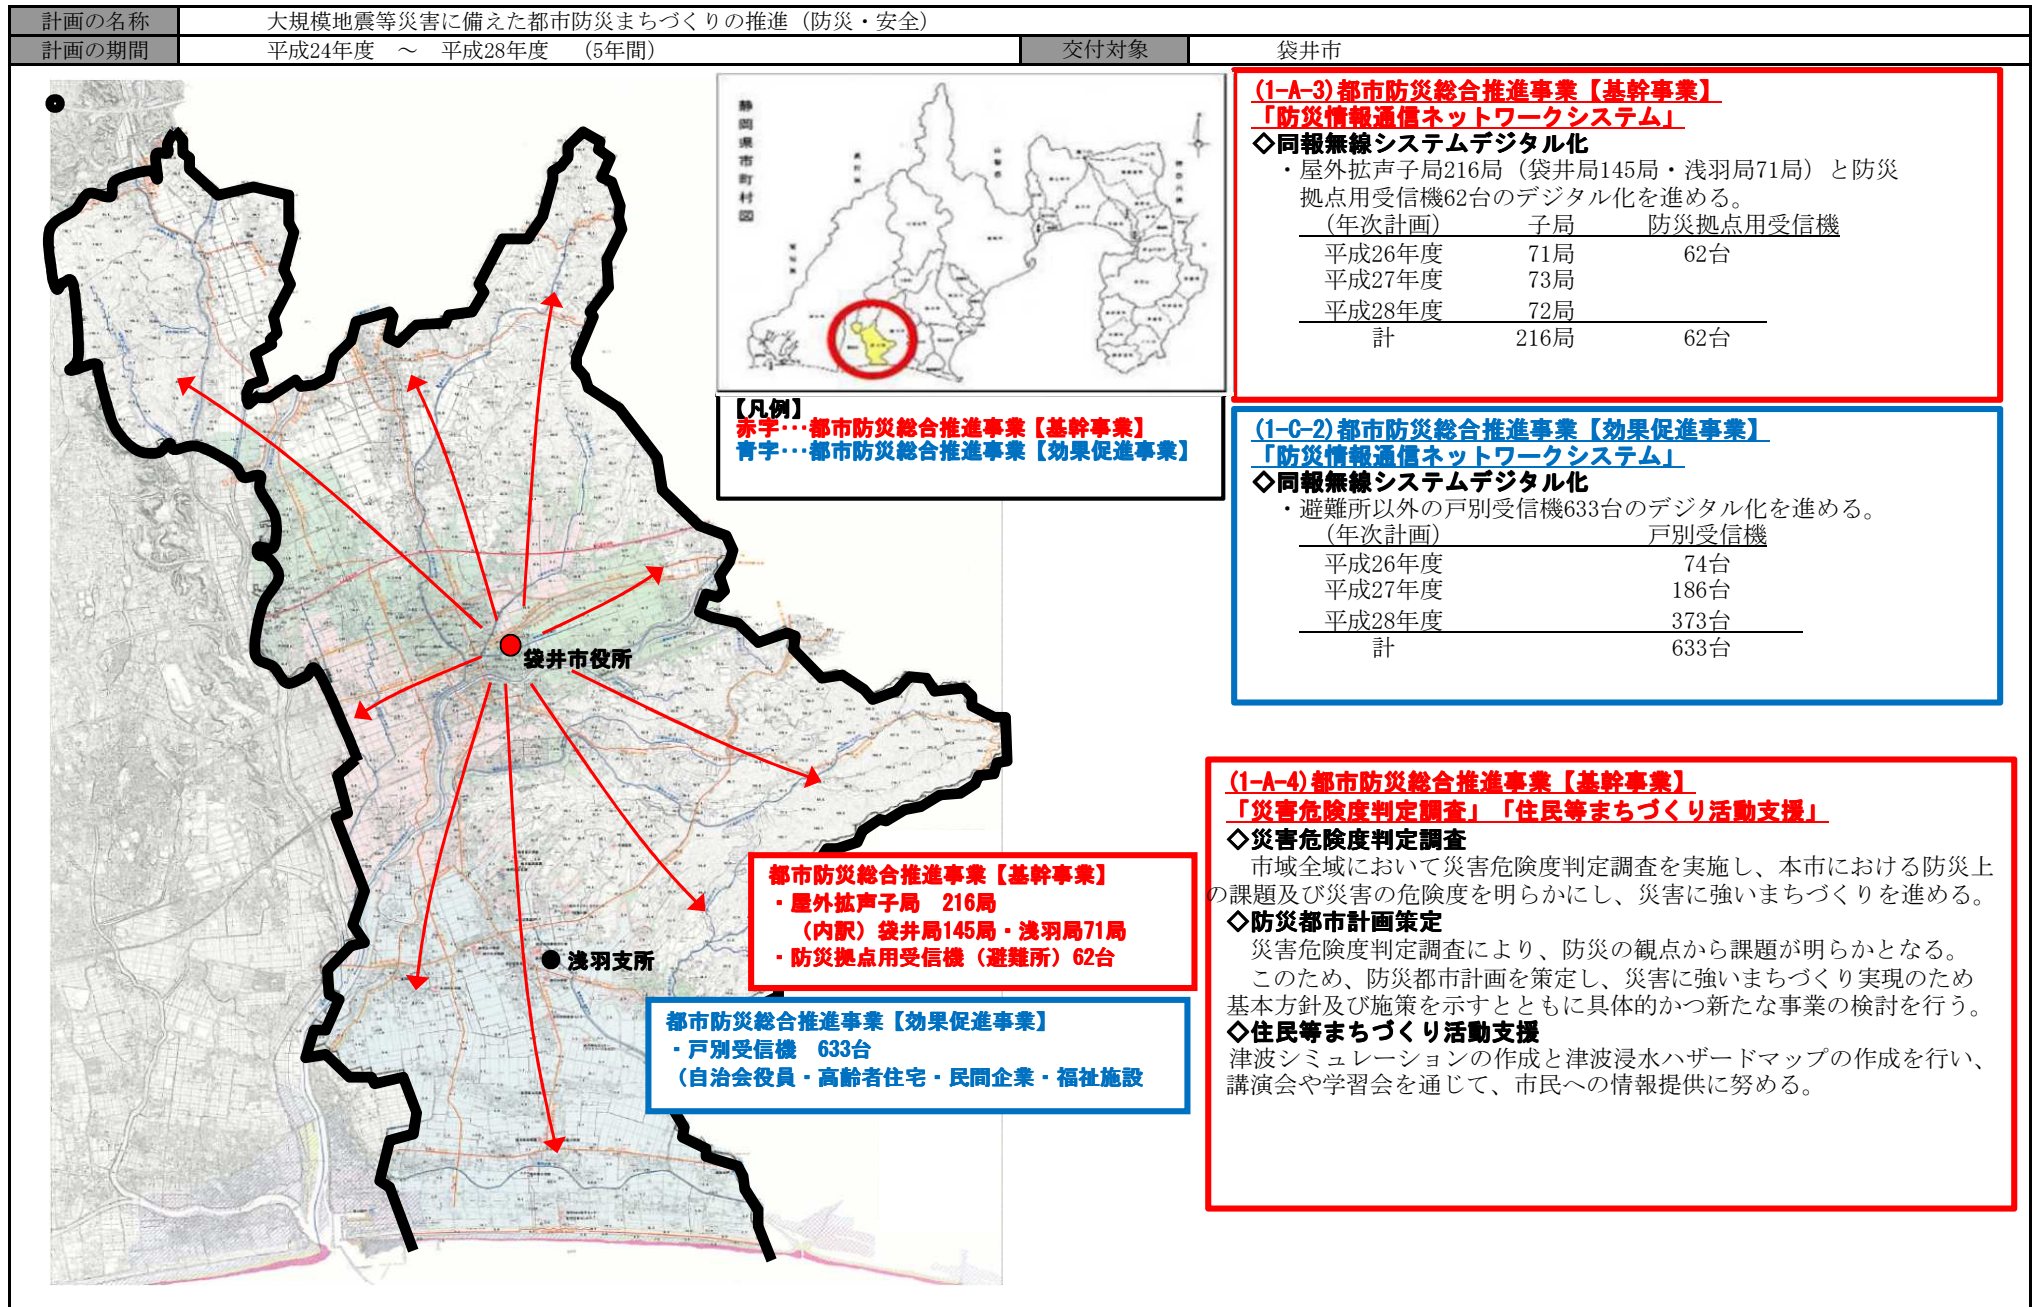 計画の名称 大規模地震等災害に備えた都市防災まちづくりの推進（防災・安全）
計画の期間 平成24年度 ～ 平成28年度 （5年間） 交付対象 袋井市
静岡県市町村図
【凡例】
赤字･･･都市防災総合推進事業【基幹事業】
青字･･･都市防災総合推進事業【効果促進事業】
袋井市役所
浅羽支所
都市防災総合推進事業【基幹事業】
・屋外拡声子局 216局
（内訳）袋井局145局・浅羽局71局
・防災拠点用受信機（避難所）62台
都市防災総合推進事業【効果促進事業】
・戸別受信機 633台
（自治会役員・高齢者住宅・民間企業・福祉施設
(1-A-3)都市防災総合推進事業【基幹事業】
「防災情報通信ネットワークシステム」
◇同報無線システムデジタル化
・屋外拡声子局216局（袋井局145局・浅羽局71局）と防災
拠点用受信機62台のデジタル化を進める。
（年次計画） 子局 防災拠点用受信機
平成26年度 71局 62台
平成27年度 73局
平成28年度 72局
計 216局 62台
(1-C-2)都市防災総合推進事業【効果促進事業】
「防災情報通信ネットワークシステム」
◇同報無線システムデジタル化
・避難所以外の戸別受信機633台のデジタル化を進める。
（年次計画） 戸別受信機
平成26年度 74台
平成27年度 186台
平成28年度 373台
計 633台
(1-A-4)都市防災総合推進事業【基幹事業】
「災害危険度判定調査」「住民等まちづくり活動支援」
◇災害危険度判定調査
市域全域において災害危険度判定調査を実施し、本市における防災上
の課題及び災害の危険度を明らかにし、災害に強いまちづくりを進める。
◇防災都市計画策定
災害危険度判定調査により、防災の観点から課題が明らかとなる。
このため、防災都市計画を策定し、災害に強いまちづくり実現のため
基本方針及び施策を示すとともに具体的かつ新たな事業の検討を行う。
◇住民等まちづくり活動支援
津波シミュレーションの作成と津波浸水ハザードマップの作成を行い、
講演会や学習会を通じて、市民への情報提供に努める。